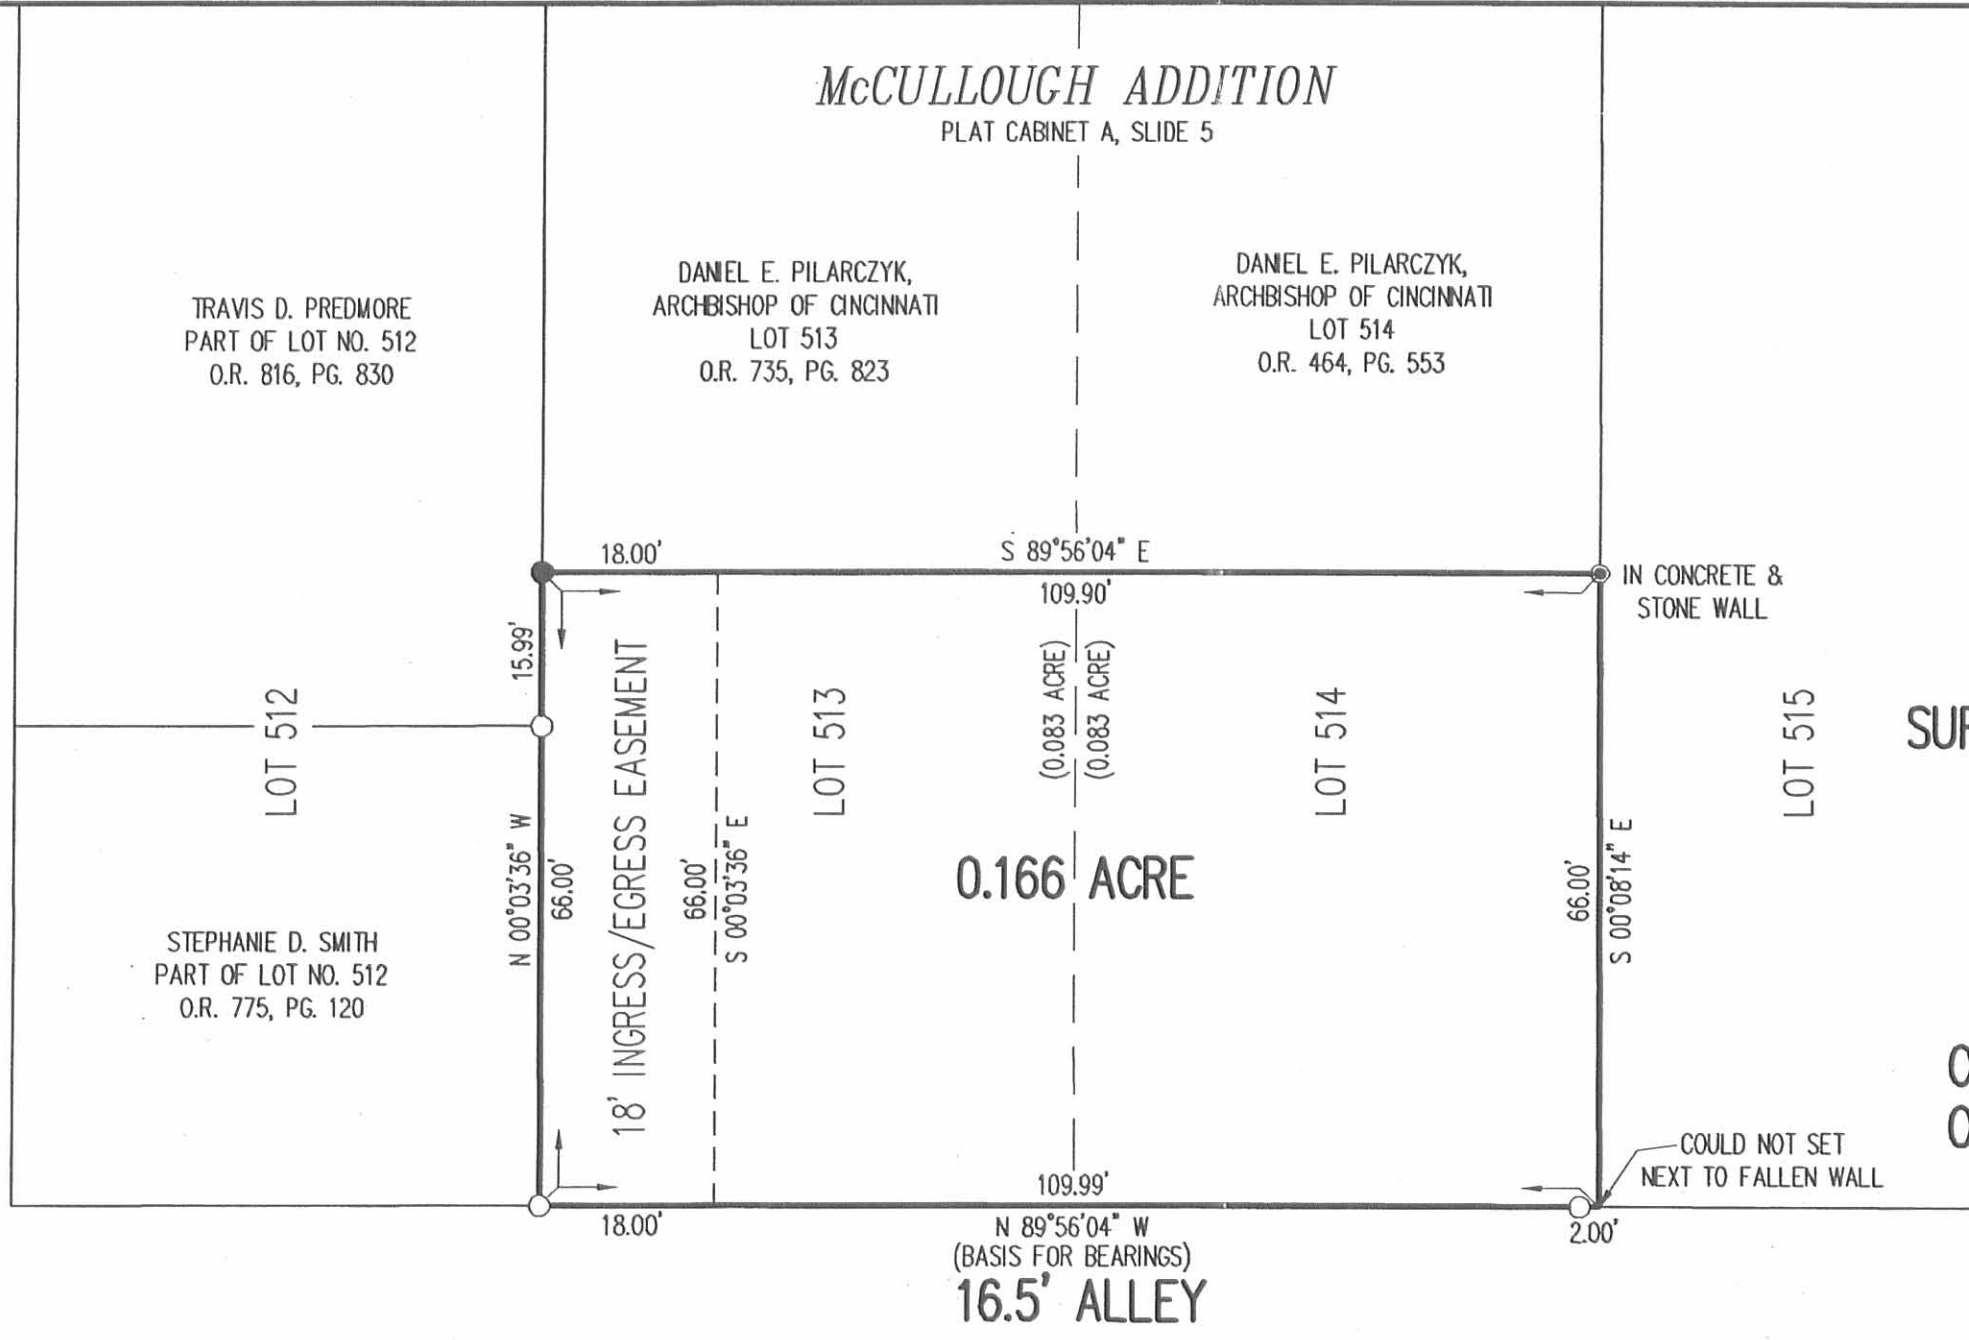 McCULLOUGH ADDITION
PLAT CABINET A, SLIDE 5
TRAVIS D. PREDMORE
PART OF LOT NO. 512
O.R. 816, PG. 830
DANIEL E. PILARCZYK,
ARCHBISHOP OF CINCINNATI
LOT 513
O.R. 735, PG. 823
DANIEL E. PILARCZYK,
ARCHBISHOP OF CINCINNATI
LOT 514
O.R. 464, PG. 553
18.00'
S 89°56'04" E
109.90'
IN CONCRETE &
STONE WALL
15.99'
LOT 512
N 00°03'36" W
66.00'
18' INGRESS/EGRESS EASEMENT
66.00'
S 00°03'36" E
LOT 513
(0.083 ACRE)
(0.083 ACRE)
0.166 ACRE
LOT 514
66.00'
S 00°08'14" E
LOT 515
STEPHANIE D. SMITH
PART OF LOT NO. 512
O.R. 775, PG. 120
COULD NOT SET
NEXT TO FALLEN WALL
109.99'
18.00'
N 89°56'04" W
(BASIS FOR BEARINGS)
2.00'
16.5' ALLEY